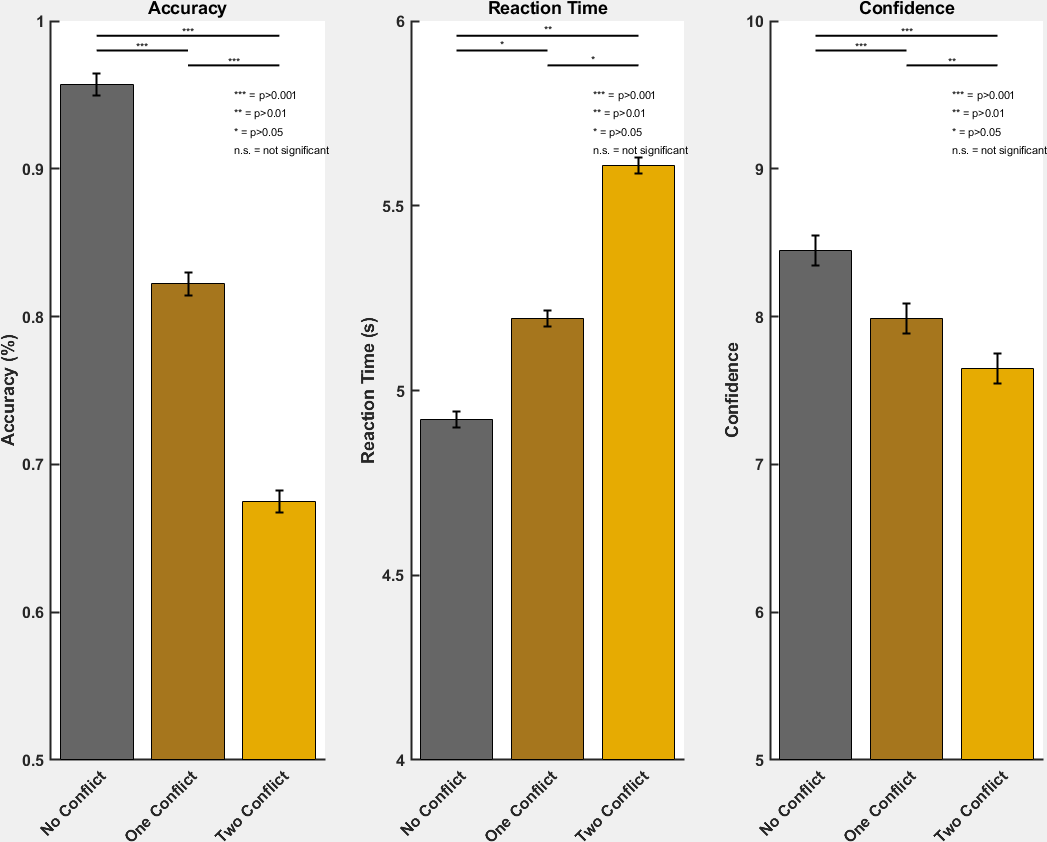 Accuracy
Accuracy (%)
1
0.9
0.8
0.7
0.6
0.5
***
***
***
*** = p>0.001
** = p>0.01
* = p>0.05
n.s. = not significant
No Conflict
One Conflict
Two Conflict
Reaction Time
Reaction Time (s)
6
5.5
5
4.5
4
**
*
*
*** = p>0.001
** = p>0.01
* = p>0.05
n.s. = not significant
No Conflict
One Conflict
Two Conflict
Confidence
Confidence
10
9
8
7
6
5
***
***
**
*** = p>0.001
** = p>0.01
* = p>0.05
n.s. = not significant
No Conflict
One Conflict
Two Conflict